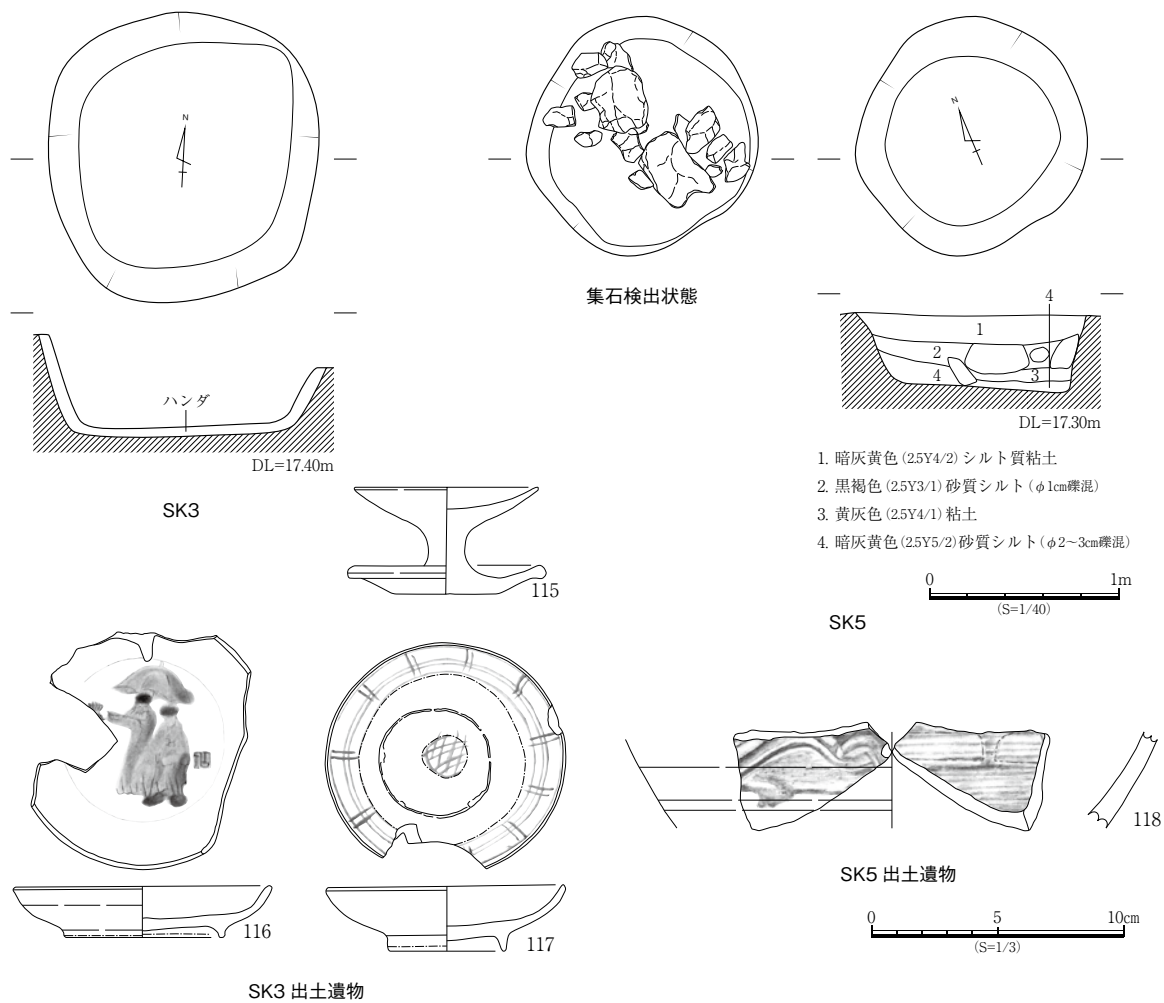 N
N
集石検出状態
4
1
2
4
3
ハンダ
DL=17.40m
SK3
DL=17.30m
1. 暗灰黄色(2.5Y4/2)シルト質粘土
2. 黒褐色(2.5Y3/1)砂質シルト(φ1cm礫混)
3. 黄灰色(2.5Y4/1)粘土
4. 暗灰黄色(2.5Y5/2)砂質シルト(φ2〜3cm礫混)
0 1m
(S=1/40)
SK5
115
116
117
SK3 出土遺物
118
SK5 出土遺物
0 5 10cm
(S=1/3)